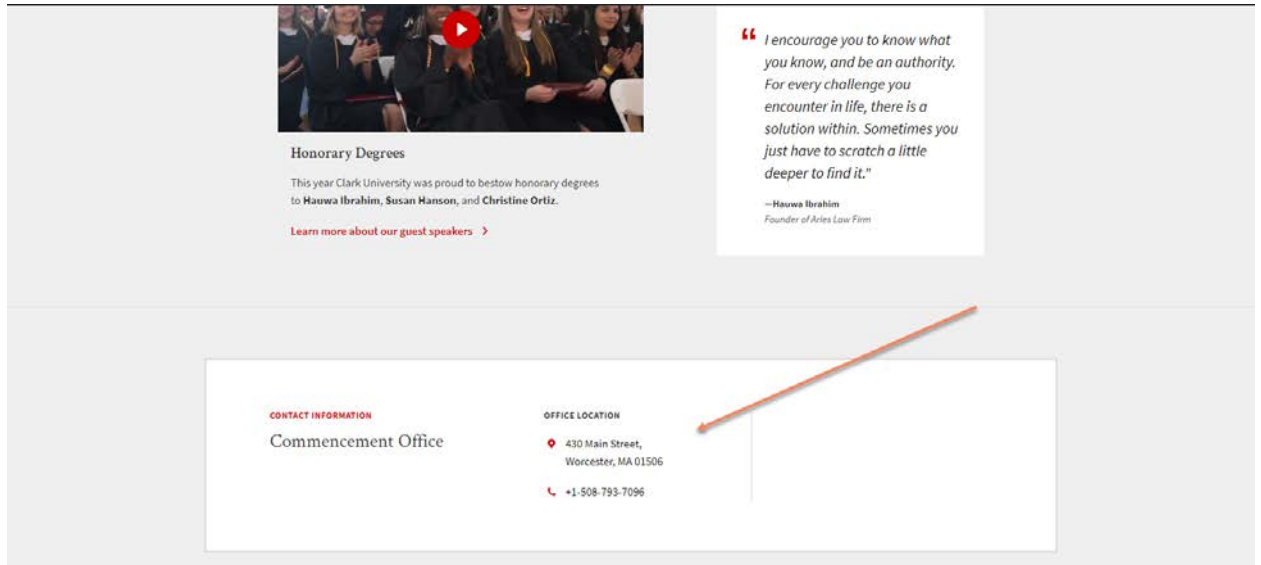 “ I encourage you to know what
you know, and be an authority.
For every challenge you
encounter in life, there is a
solution within. Sometimes you
just have to scratch a little
deeper to find it."
—Hauwa Ibrahim
Founder of Aries Law Firm
Honorary Degrees
This year Clark University was proud to bestow honorary degrees
to Hauwa Ibrahim, Susan Hanson, and Christine Ortiz.
Learn more about our guest speakers >
CONTACT INFORMATION
Commencement Office
OFFICE LOCATION
430 Main Street,
Worcester, MA 01506
+1-508-793-7096